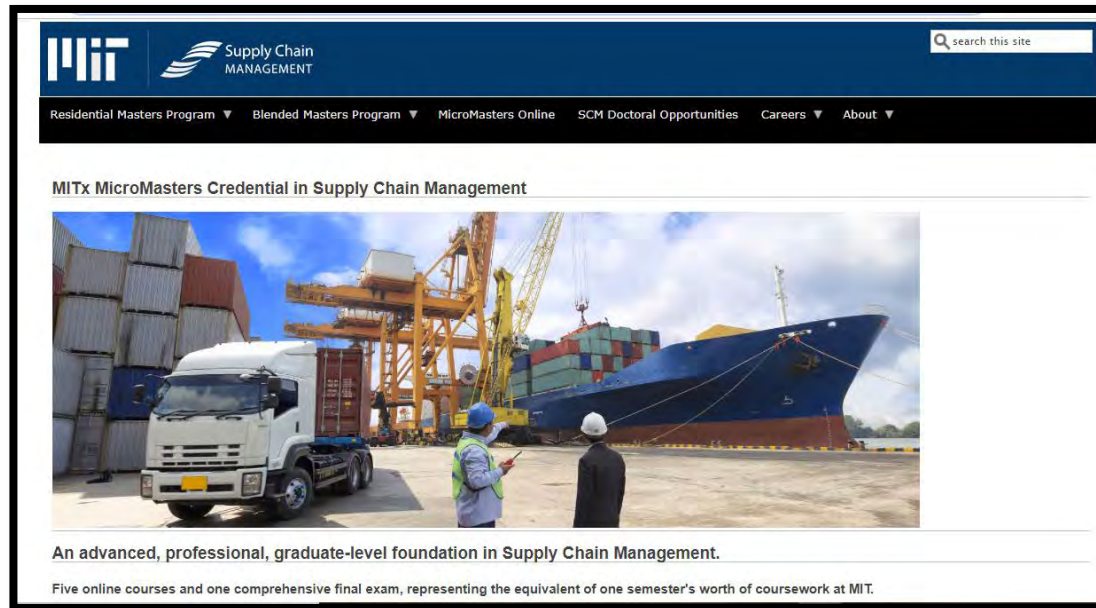 MIT
Supply Chain
MANAGEMENT
search this site
Residential Masters Program ▼ Blended Masters Program ▼ MicroMasters Online SCM Doctoral Opportunities Careers ▼ About ▼
MITx MicroMasters Credential in Supply Chain Management
An advanced, professional, graduate-level foundation in Supply Chain Management.
Five online courses and one comprehensive final exam, representing the equivalent of one semester's worth of coursework at MIT.